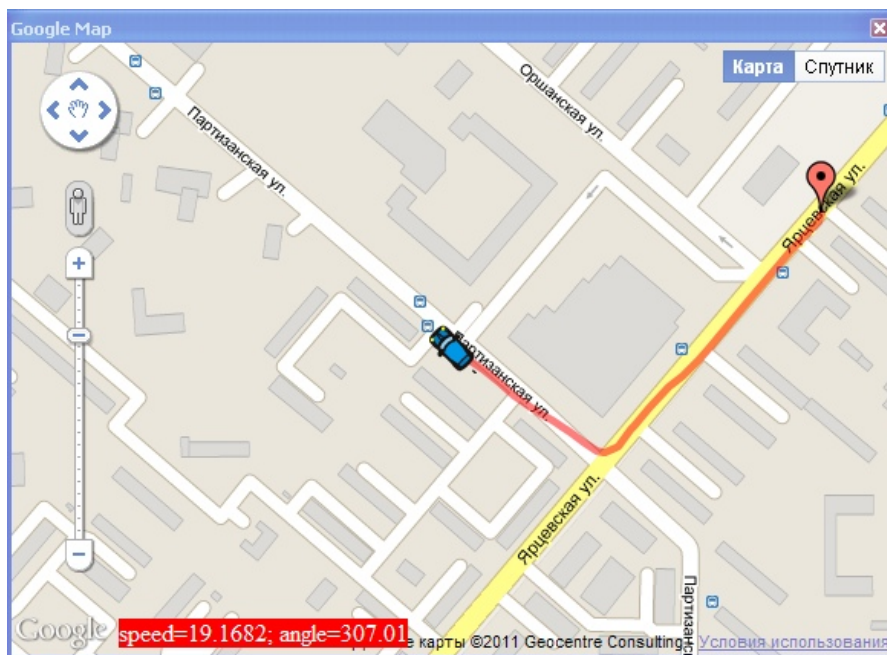 Google Map
Карта
Спутник
Оршанская ул.
Партизанская ул.
Ярцевская ул.
Партизанская ул.
Ярцевская ул.
Google
speed=19.1682; angle=307.01
карты ©2011 Geocentre Consulting
Условия использования